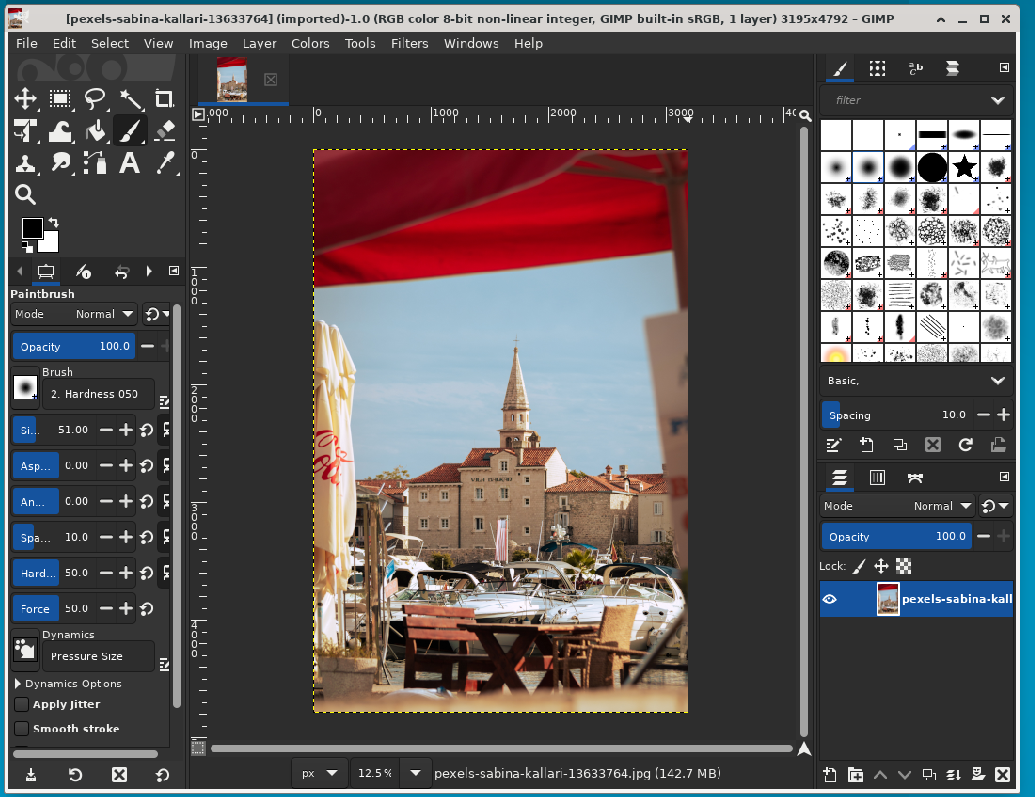 [pexels-sabina-kallari-13633764] (imported)-1.0 (RGB color 8-bit non-linear integer, GIMP built-in sRGB, 1 layer) 3195x4792 – GIMP
File Edit Select View Image Layer Colors Tools Filters Windows Help
0 1000 2000 3000
0
1000
2000
3000
4000
Paintbrush
Mode Normal
Opacity 100.0
Brush
2. Hardness 050
Si... 51.00
Asp... 0.00
An... 0.00
Spa... 10.0
Hard... 50.0
Force 50.0
Dynamics
Pressure Size
Dynamics Options
Apply Jitter
Smooth stroke
px 12.5 % pexels-sabina-kallari-13633764.jpg (142.7 MB)
filter
Basic,
Spacing 10.0
Mode Normal
Opacity 100.0
Lock:
pexels-sabina-kall